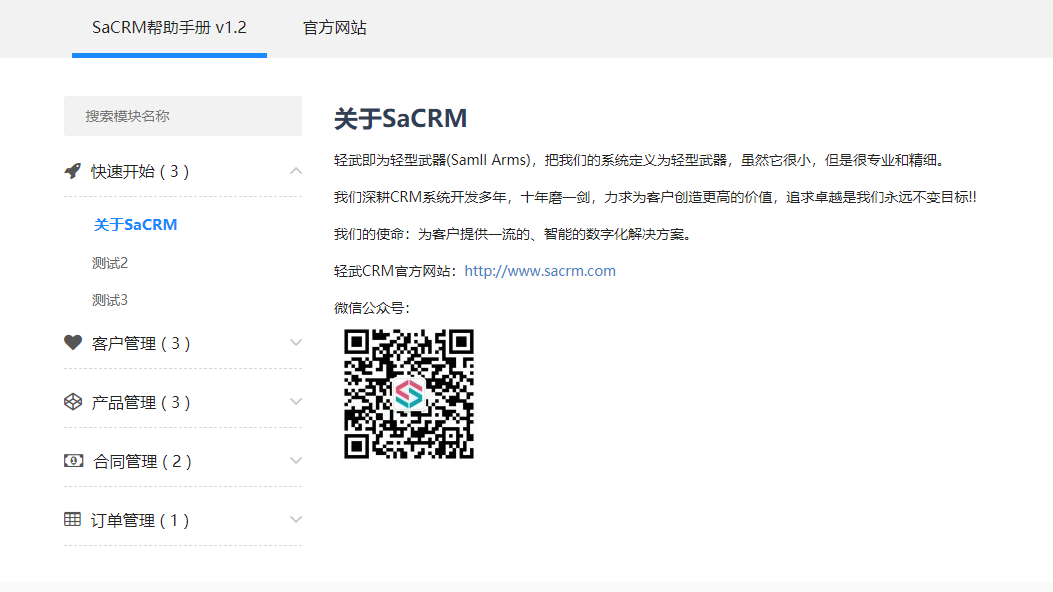 SaCRM帮助手册 v1.2
官方网站
搜索模块名称
快速开始 ( 3 )
关于SaCRM
测试2
测试3
客户管理 ( 3 )
产品管理 ( 3 )
合同管理 ( 2 )
订单管理 ( 1 )
关于SaCRM
轻武即为轻型武器(Samll Arms)，把我们的系统定义为轻型武器，虽然它很小，但是很专业和精细。
我们深耕CRM系统开发多年，十年磨一剑，力求为客户创造更高的价值，追求卓越是我们永远不变目标!!
我们的使命：为客户提供一流的、智能的数字化解决方案。
轻武CRM官方网站：http://www.sacrm.com
微信公众号：